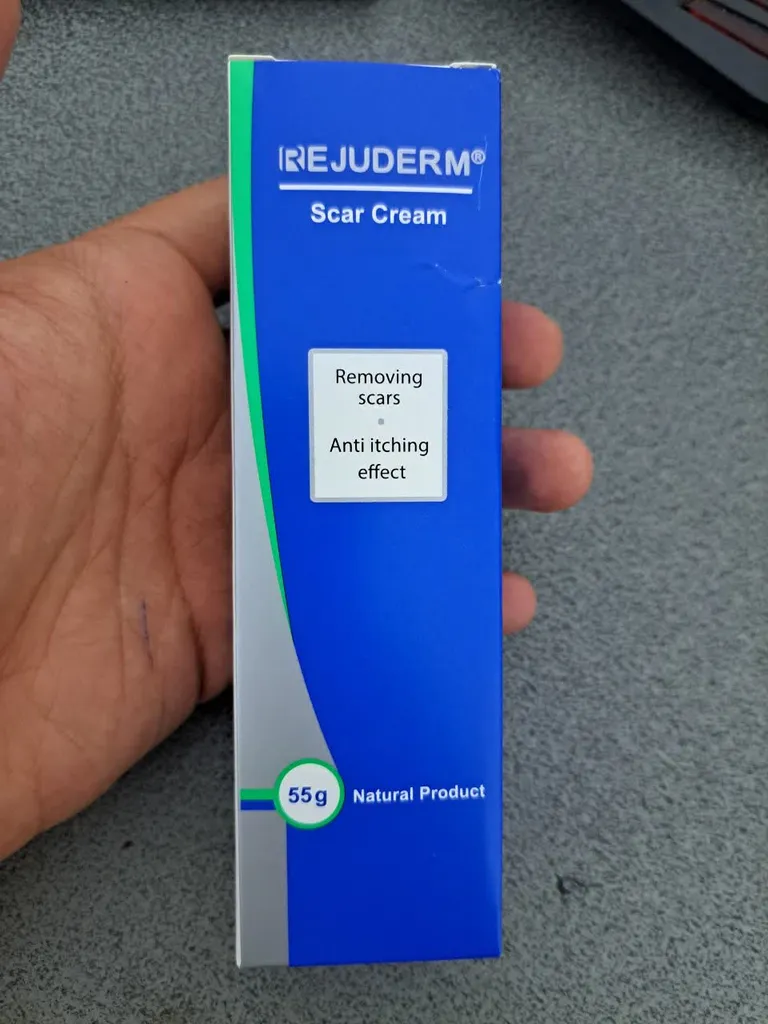 REJUDERM®
Scar Cream
Removing
scars
•
Anti itching
effect
55g Natural Product